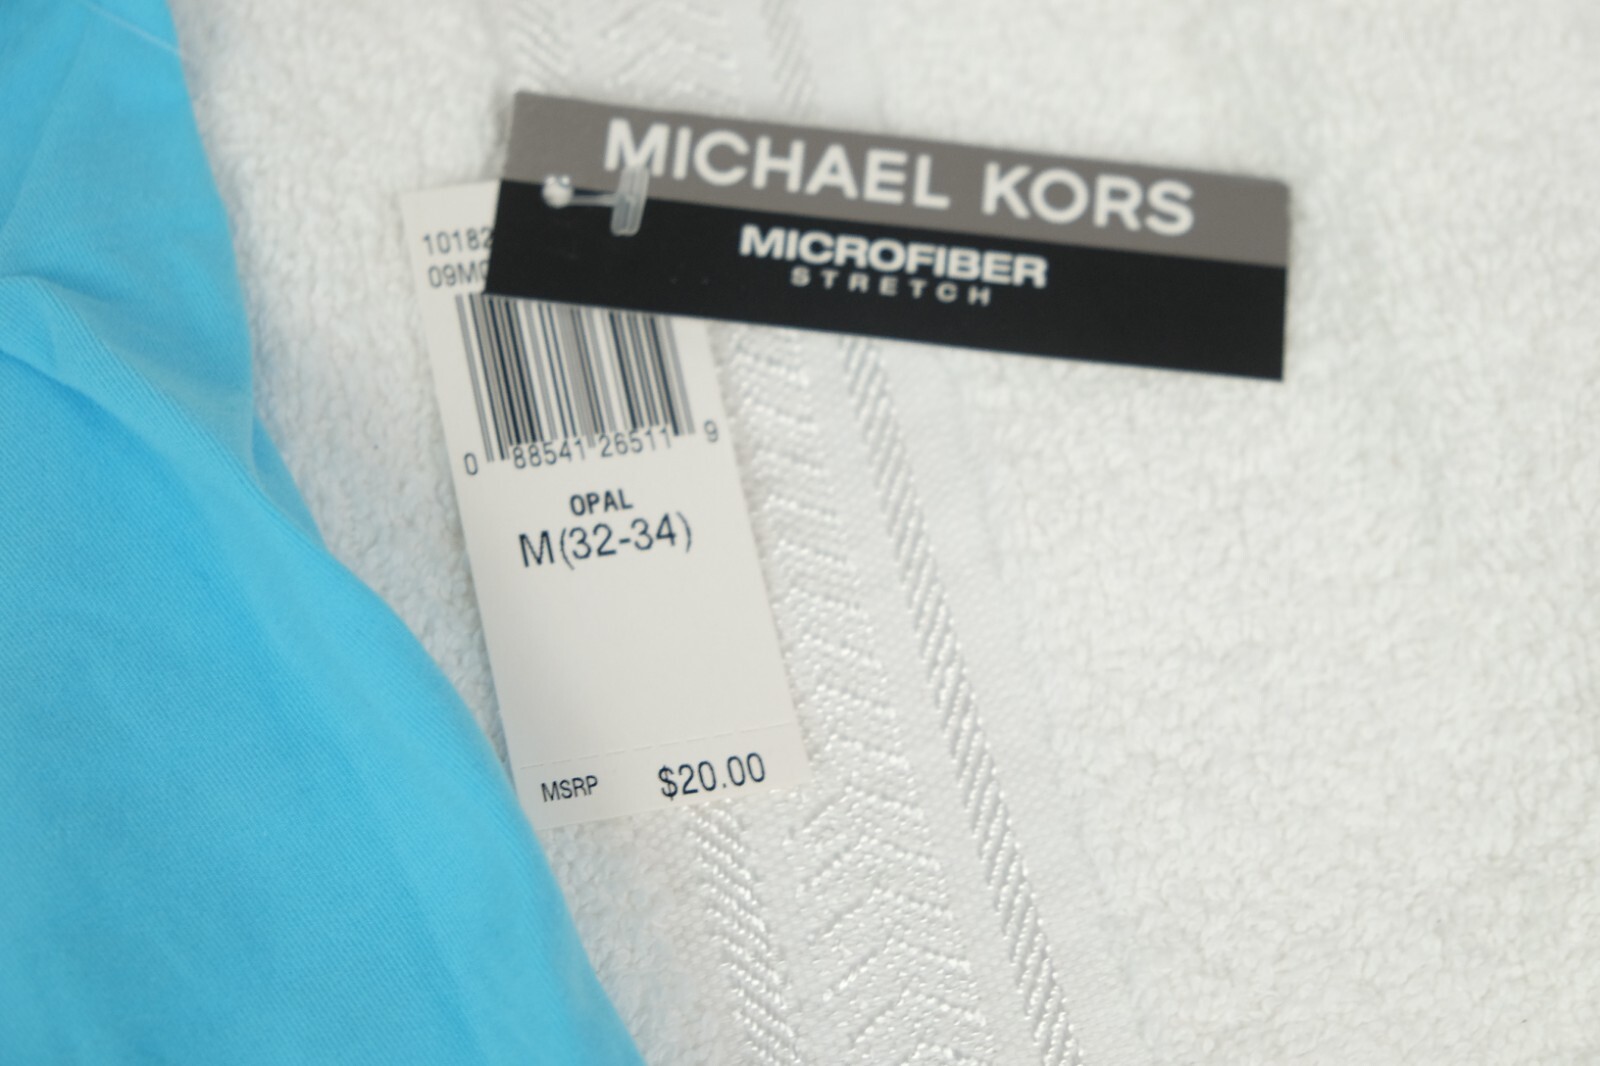 MICHAEL KORS
MICROFIBER
STRETCH
10182
09M
0 88541 26511 9
OPAL
M(32-34)
MSRP $20.00